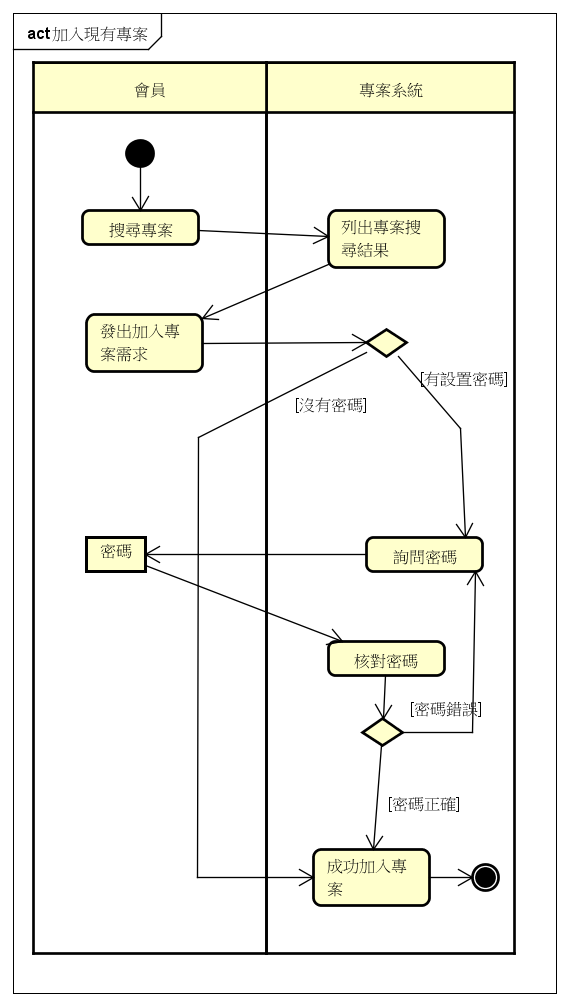 act 加入現有專案
會員
專案系統
搜尋專案
列出專案搜
尋結果
發出加入專
案需求
[有設置密碼]
[沒有密碼]
密碼
詢問密碼
核對密碼
[密碼錯誤]
[密碼正確]
成功加入專
案